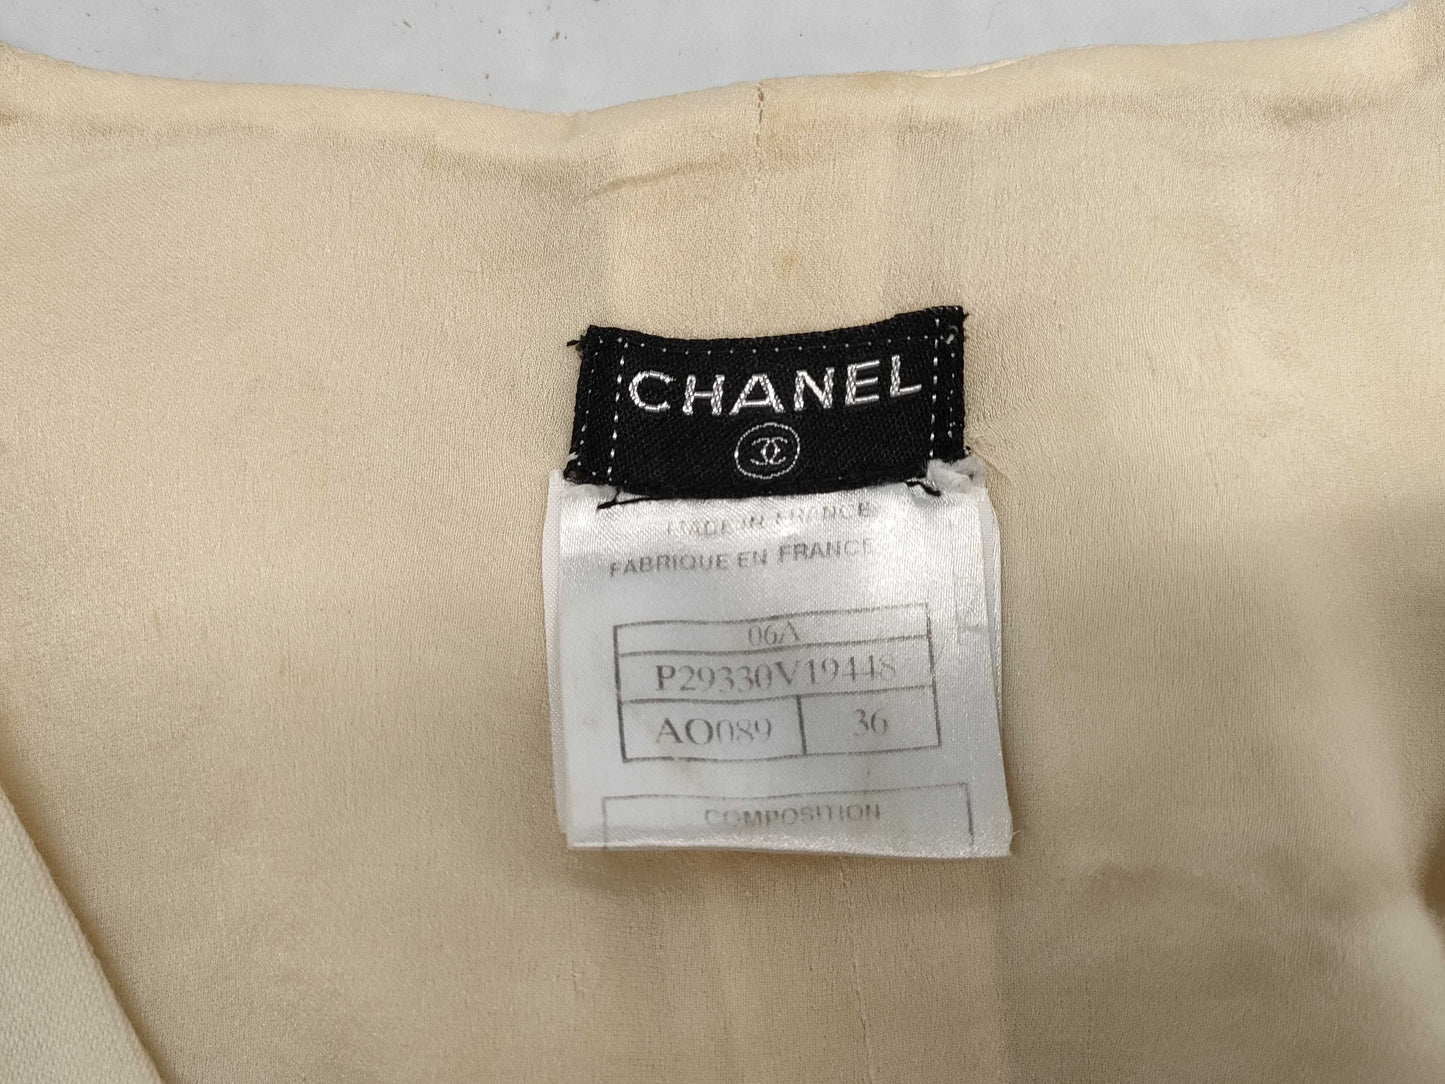 CHANEL
MADE IN FRANCE
FABRIQUE EN FRANCE
06A
P29330V19448
AO089 36
COMPOSITION